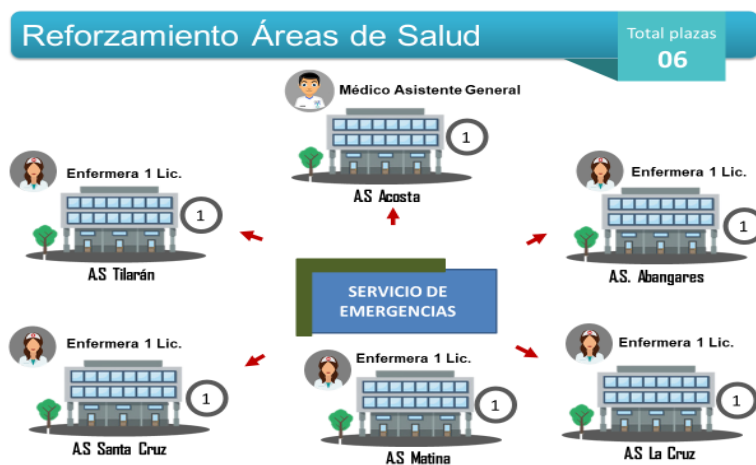 Reforzamiento Áreas de Salud
Total plazas
06
Médico Asistente General
1
A.S Acosta
Enfermera 1 Lic.
1
A.S Tilarán
Enfermera 1 Lic.
1
A.S. Abangares
SERVICIO DE
EMERGENCIAS
Enfermera 1 Lic.
1
A.S Santa Cruz
Enfermera 1 Lic.
1
A.S Matina
Enfermera 1 Lic.
1
A.S La Cruz